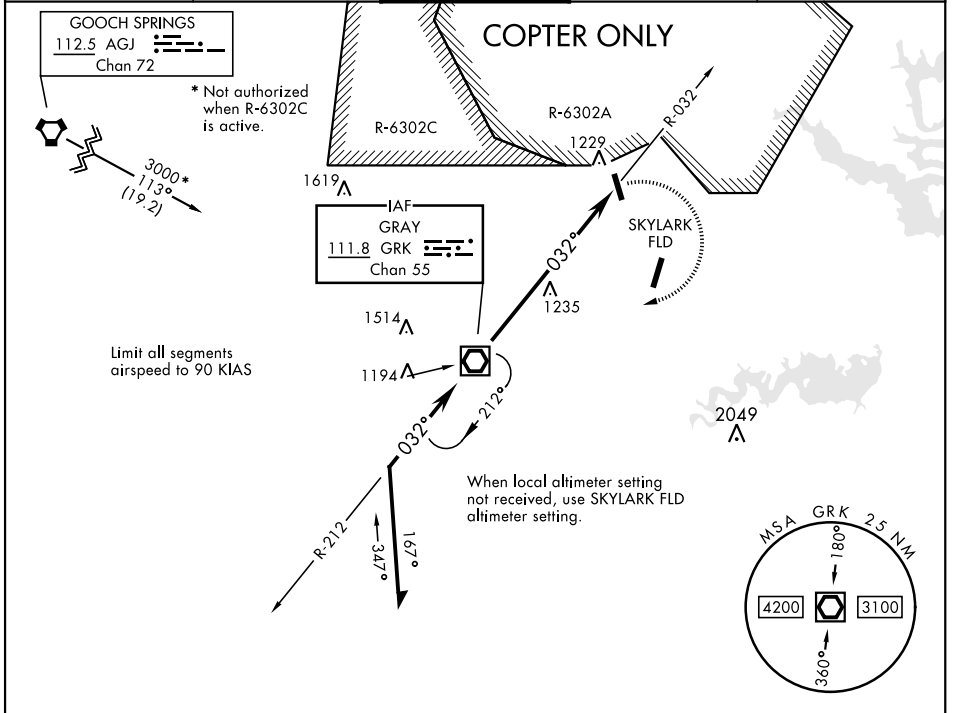 GOOCH SPRINGS
112.5 AGJ
Chan 72
* Not authorized
when R-6302C
is active.
3000*
113°
(19.2)
COPTER ONLY
R-6302C
R-6302A
1229
R-032
1619
IAF
GRAY
111.8 GRK
Chan 55
032°
SKYLARK
FLD
1235
1514
1194
Limit all segments
airspeed to 90 KIAS
212°
032°
2049
When local altimeter setting
not received, use SKYLARK FLD
altimeter setting.
R-212
347°
167°
MSA GRK 25 NM
180°
4200
3100
360°